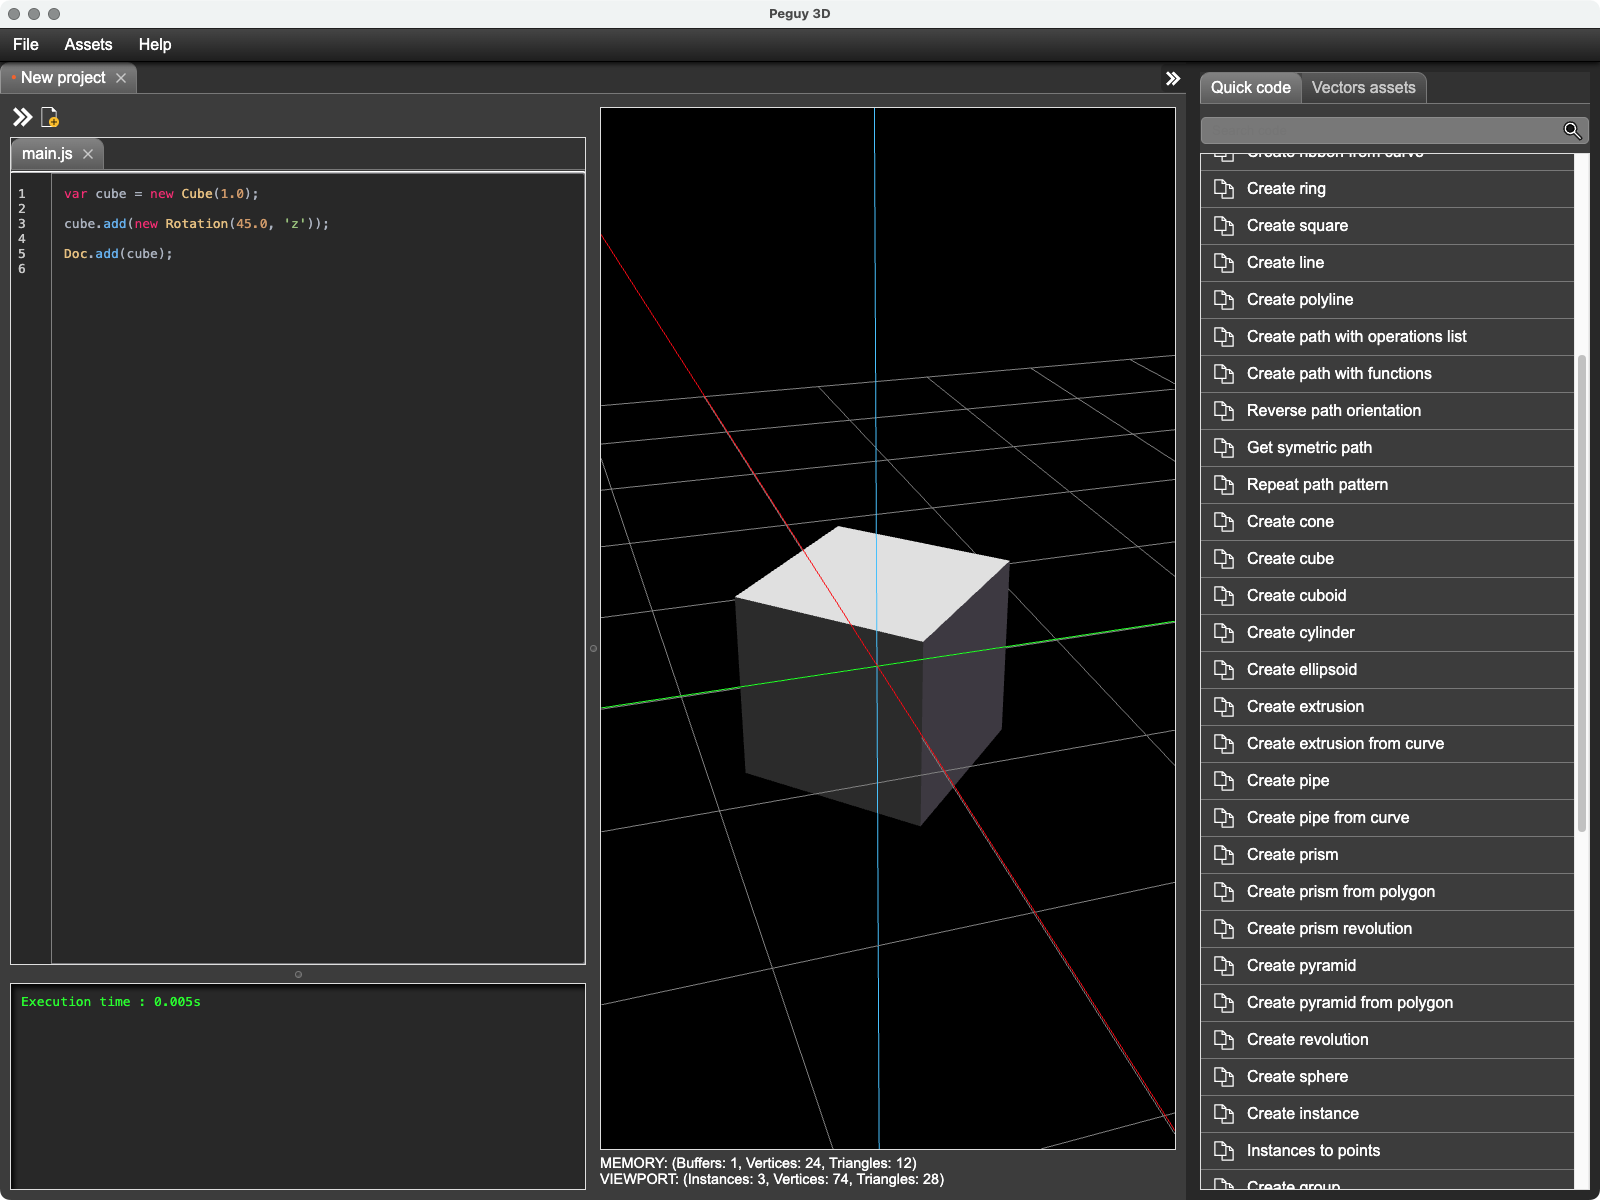 Peguy 3D
File Assets Help
New project
main.js
1 var cube = new Cube(1.0);
2
3 cube.add(new Rotation(45.0, 'z'));
4
5 Doc.add(cube);
6
Execution time : 0.005s
MEMORY: (Buffers: 1, Vertices: 24, Triangles: 12)
VIEWPORT: (Instances: 3, Vertices: 74, Triangles: 28)
Quick code Vectors assets
Create ribbon from curve
Create ring
Create square
Create line
Create polyline
Create path with operations list
Create path with functions
Reverse path orientation
Get symetric path
Repeat path pattern
Create cone
Create cube
Create cuboid
Create cylinder
Create ellipsoid
Create extrusion
Create extrusion from curve
Create pipe
Create pipe from curve
Create prism
Create prism from polygon
Create prism revolution
Create pyramid
Create pyramid from polygon
Create revolution
Create sphere
Create instance
Instances to points
Create group